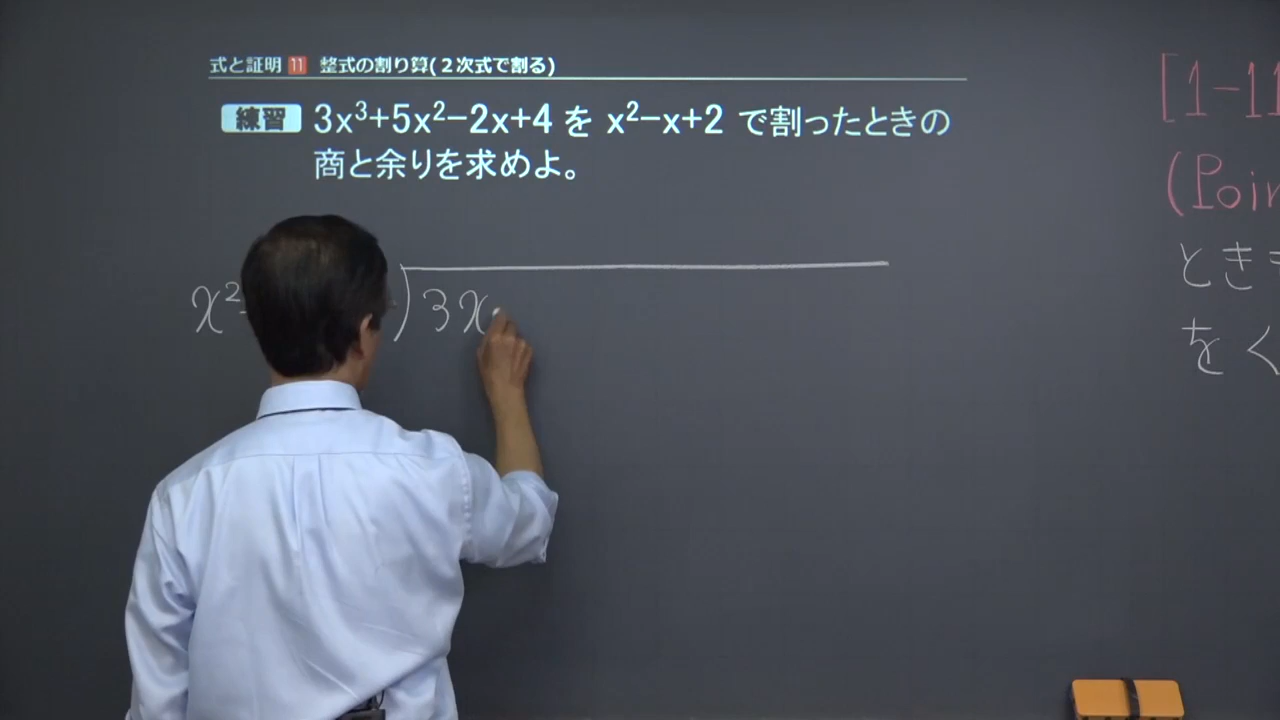 式と証明 11 整式の割り算(2次式で割る)
練習 3x³+5x²−2x+4 を x²−x+2 で割ったときの
商と余りを求めよ。
x² ) 3x
[1-11
(Poin
とき
をく